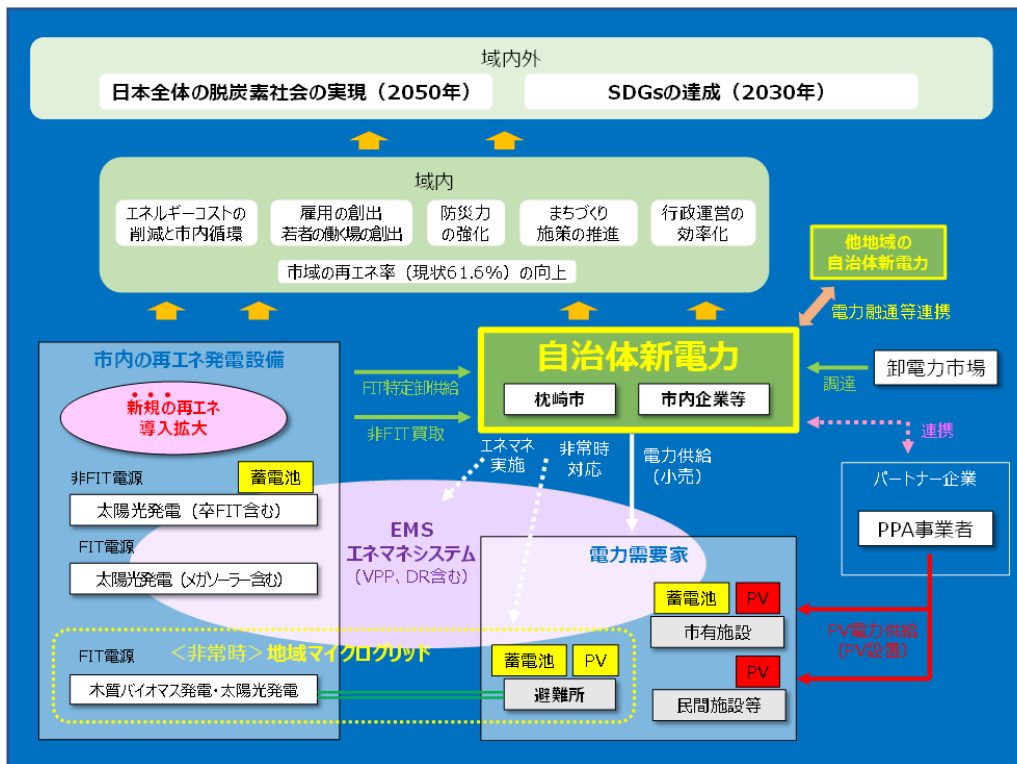 域内外
日本全体の脱炭素社会の実現（2050年）
SDGsの達成（2030年）
域内
エネルギーコストの
削減と市内循環
雇用の創出
若者の働く場の創出
防災力
の強化
まちづくり
施策の推進
行政運営の
効率化
市域の再エネ率（現状61.6％）の向上
他地域の
自治体新電力
電力融通等連携
市内の再エネ発電設備
新規の再エネ
導入拡大
FIT特定卸供給
非FIT買取
自治体新電力
枕崎市
市内企業等
調達
卸電力市場
エネマネ
実施
非常時
対応
電力供給
（小売）
連携
パートナー企業
PPA事業者
非FIT電源
蓄電池
太陽光発電（卒FIT含む）
FIT電源
太陽光発電（メガソーラー含む）
EMS
エネマネシステム
（VPP、DR含む）
電力需要家
蓄電池
PV
市有施設
PV
民間施設等
PV電力供給
（PV設置）
＜非常時＞地域マイクログリッド
FIT電源
木質バイオマス発電・太陽光発電
蓄電池
PV
避難所